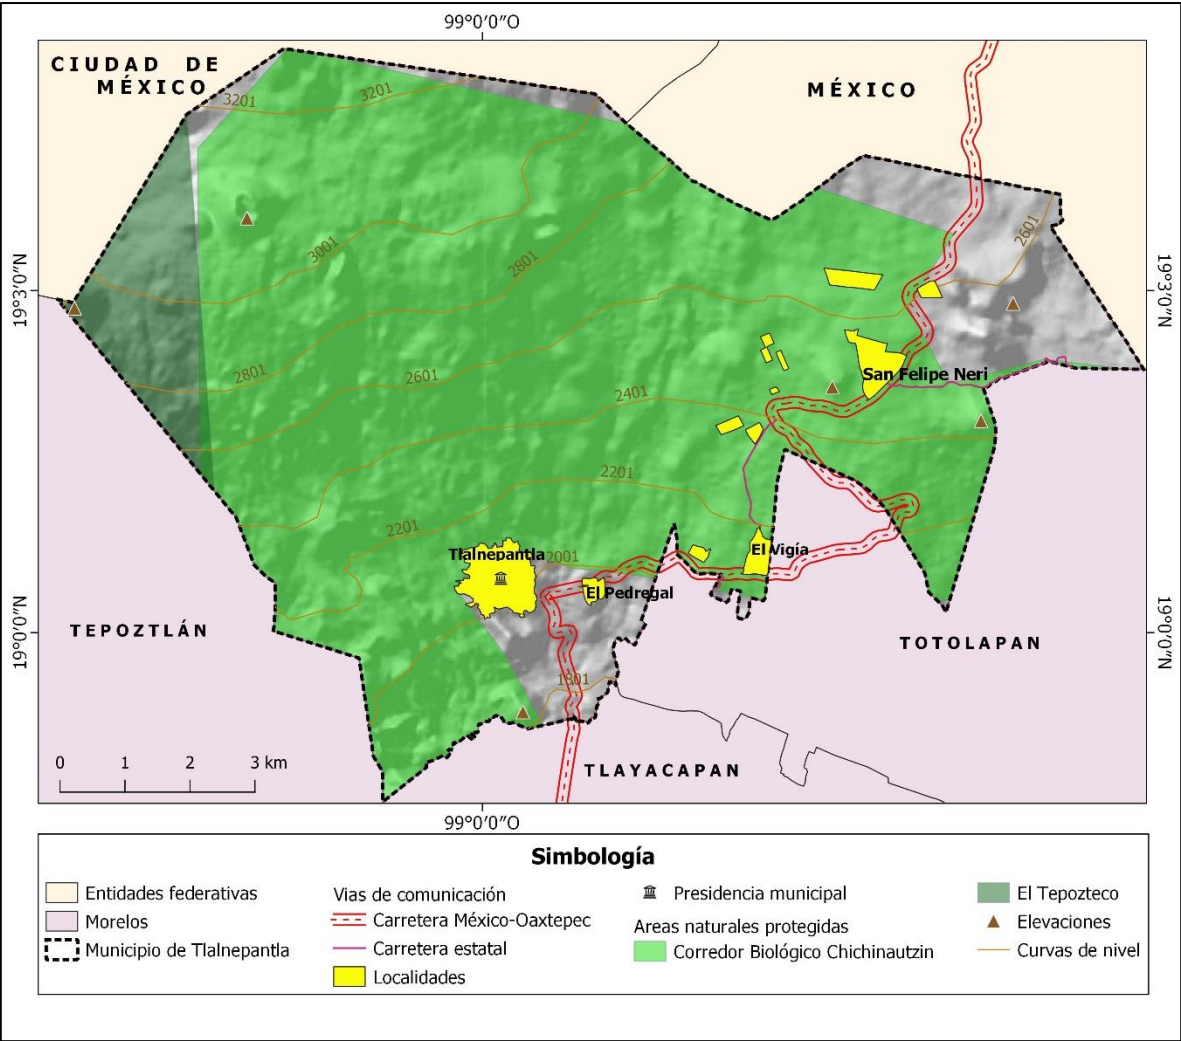 99°0′0″O
CIUDAD DE
MÉXICO
MÉXICO
3201
3201
3001
2801
2601
19°3′0″N
19°3′0″N
2801
2601
2401
San Felipe Neri
2201
2201
Tlalnepantla
2001
El Vigía
El Pedregal
19°0′0″N
19°0′0″N
TEPOZTLÁN
TOTOLAPAN
1801
TLAYACAPAN
0 1 2 3 km
99°0′0″O
Simbología
Entidades federativas
Morelos
Municipio de Tlalnepantla
Vias de comunicación
Carretera México-Oaxtepec
Carretera estatal
Localidades
Presidencia municipal
Areas naturales protegidas
Corredor Biológico Chichinautzin
El Tepozteco
Elevaciones
Curvas de nivel